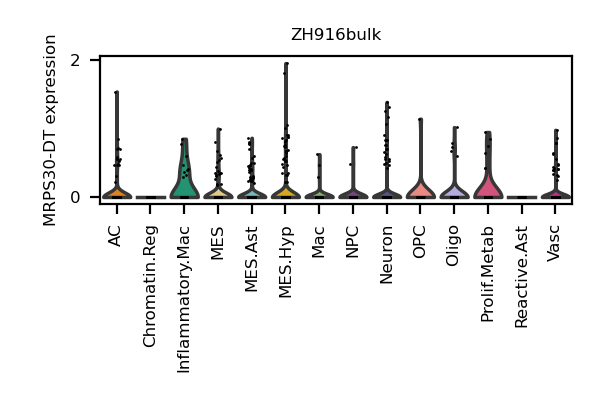 ZH916bulk
MRPS30-DT expression
2
0
AC
Chromatin.Reg
Inflammatory.Mac
MES
MES.Ast
MES.Hyp
Mac
NPC
Neuron
OPC
Oligo
Prolif.Metab
Reactive.Ast
Vasc